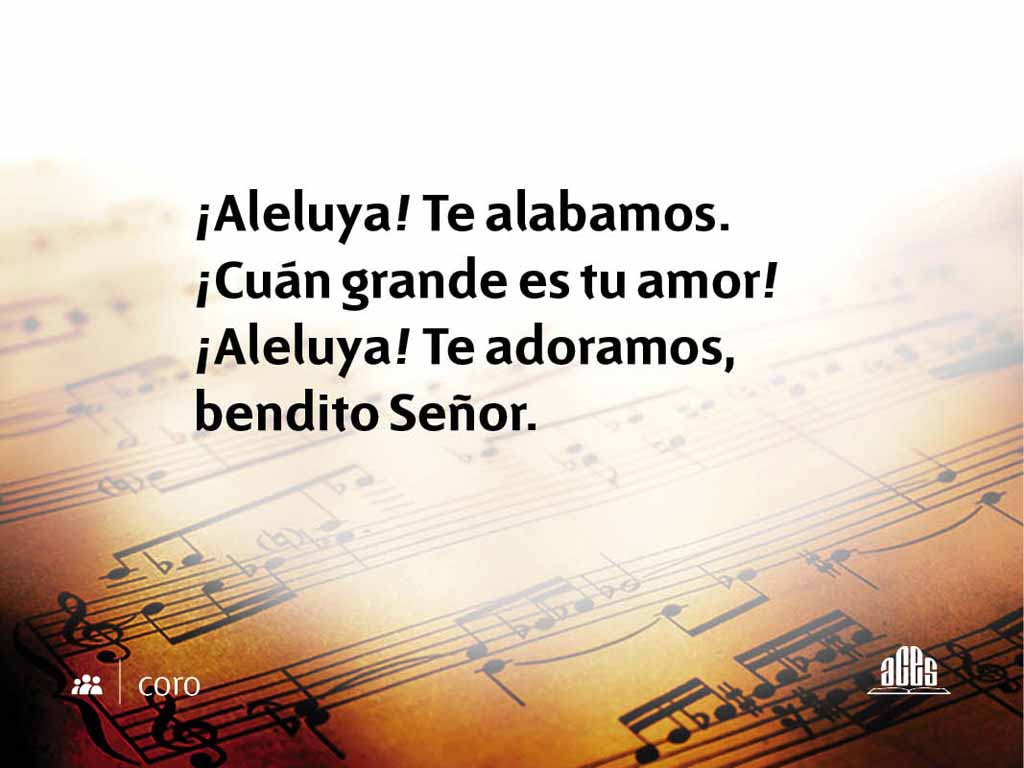 ¡Aleluya! Te alabamos.
¡Cuán grande es tu amor!
¡Aleluya! Te adoramos,
bendito Señor.
coro
aces